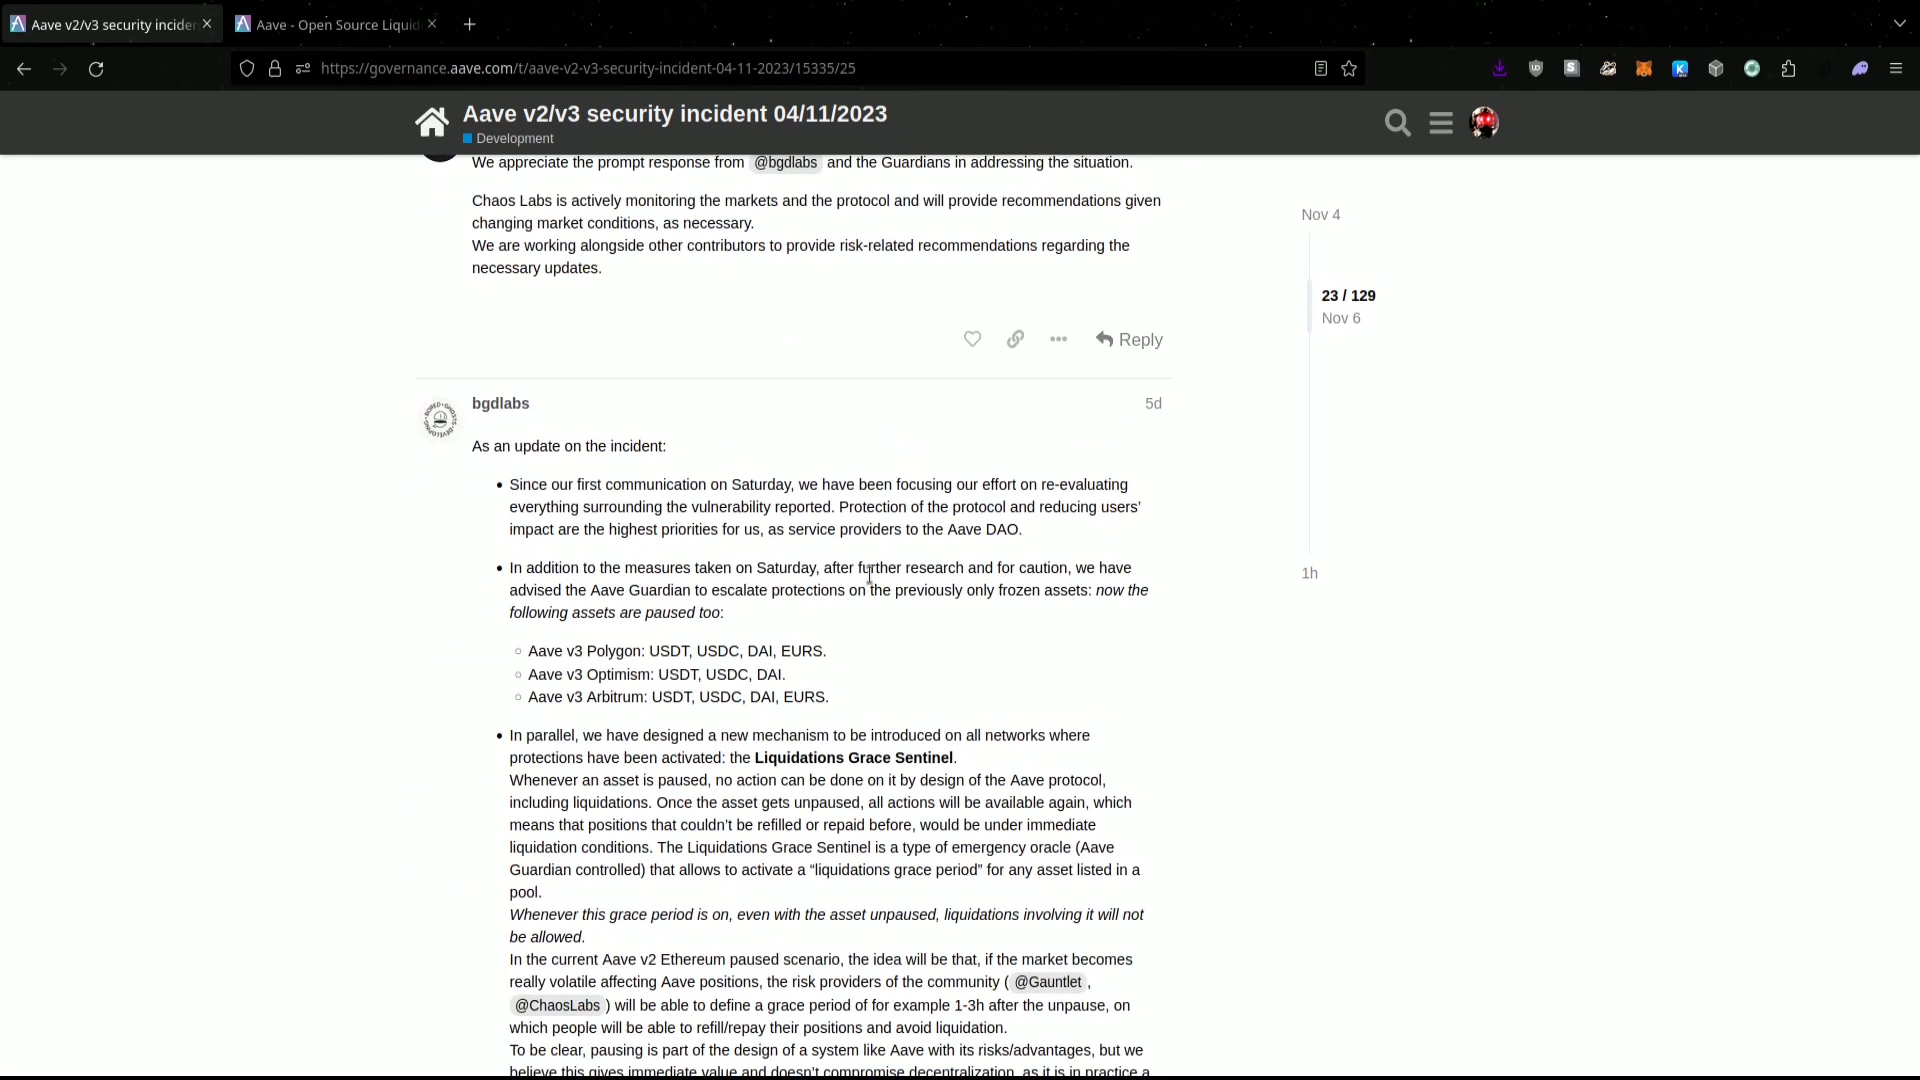 Aave v2/v3 security inciden
Aave - Open Source Liquid
https://governance.aave.com/t/aave-v2-v3-security-incident-04-11-2023/15335/25
Aave v2/v3 security incident 04/11/2023
Development
We appreciate the prompt response from @bgdlabs and the Guardians in addressing the situation.
Chaos Labs is actively monitoring the markets and the protocol and will provide recommendations given
changing market conditions, as necessary.
We are working alongside other contributors to provide risk-related recommendations regarding the
necessary updates.
Reply
Nov 4
23 / 129
Nov 6
1h
bgdlabs
5d
As an update on the incident:
• Since our first communication on Saturday, we have been focusing our effort on re-evaluating
everything surrounding the vulnerability reported. Protection of the protocol and reducing users’
impact are the highest priorities for us, as service providers to the Aave DAO.
• In addition to the measures taken on Saturday, after further research and for caution, we have
advised the Aave Guardian to escalate protections on the previously only frozen assets: now the
following assets are paused too:
◦ Aave v3 Polygon: USDT, USDC, DAI, EURS.
◦ Aave v3 Optimism: USDT, USDC, DAI.
◦ Aave v3 Arbitrum: USDT, USDC, DAI, EURS.
• In parallel, we have designed a new mechanism to be introduced on all networks where
protections have been activated: the Liquidations Grace Sentinel.
Whenever an asset is paused, no action can be done on it by design of the Aave protocol,
including liquidations. Once the asset gets unpaused, all actions will be available again, which
means that positions that couldn’t be refilled or repaid before, would be under immediate
liquidation conditions. The Liquidations Grace Sentinel is a type of emergency oracle (Aave
Guardian controlled) that allows to activate a “liquidations grace period” for any asset listed in a
pool.
Whenever this grace period is on, even with the asset unpaused, liquidations involving it will not
be allowed.
In the current Aave v2 Ethereum paused scenario, the idea will be that, if the market becomes
really volatile affecting Aave positions, the risk providers of the community ( @Gauntlet ,
@ChaosLabs ) will be able to define a grace period of for example 1-3h after the unpause, on
which people will be able to refill/repay their positions and avoid liquidation.
To be clear, pausing is part of the design of a system like Aave with its risks/advantages, but we
believe this gives immediate value and doesn’t compromise decentralization, as it is in practice a